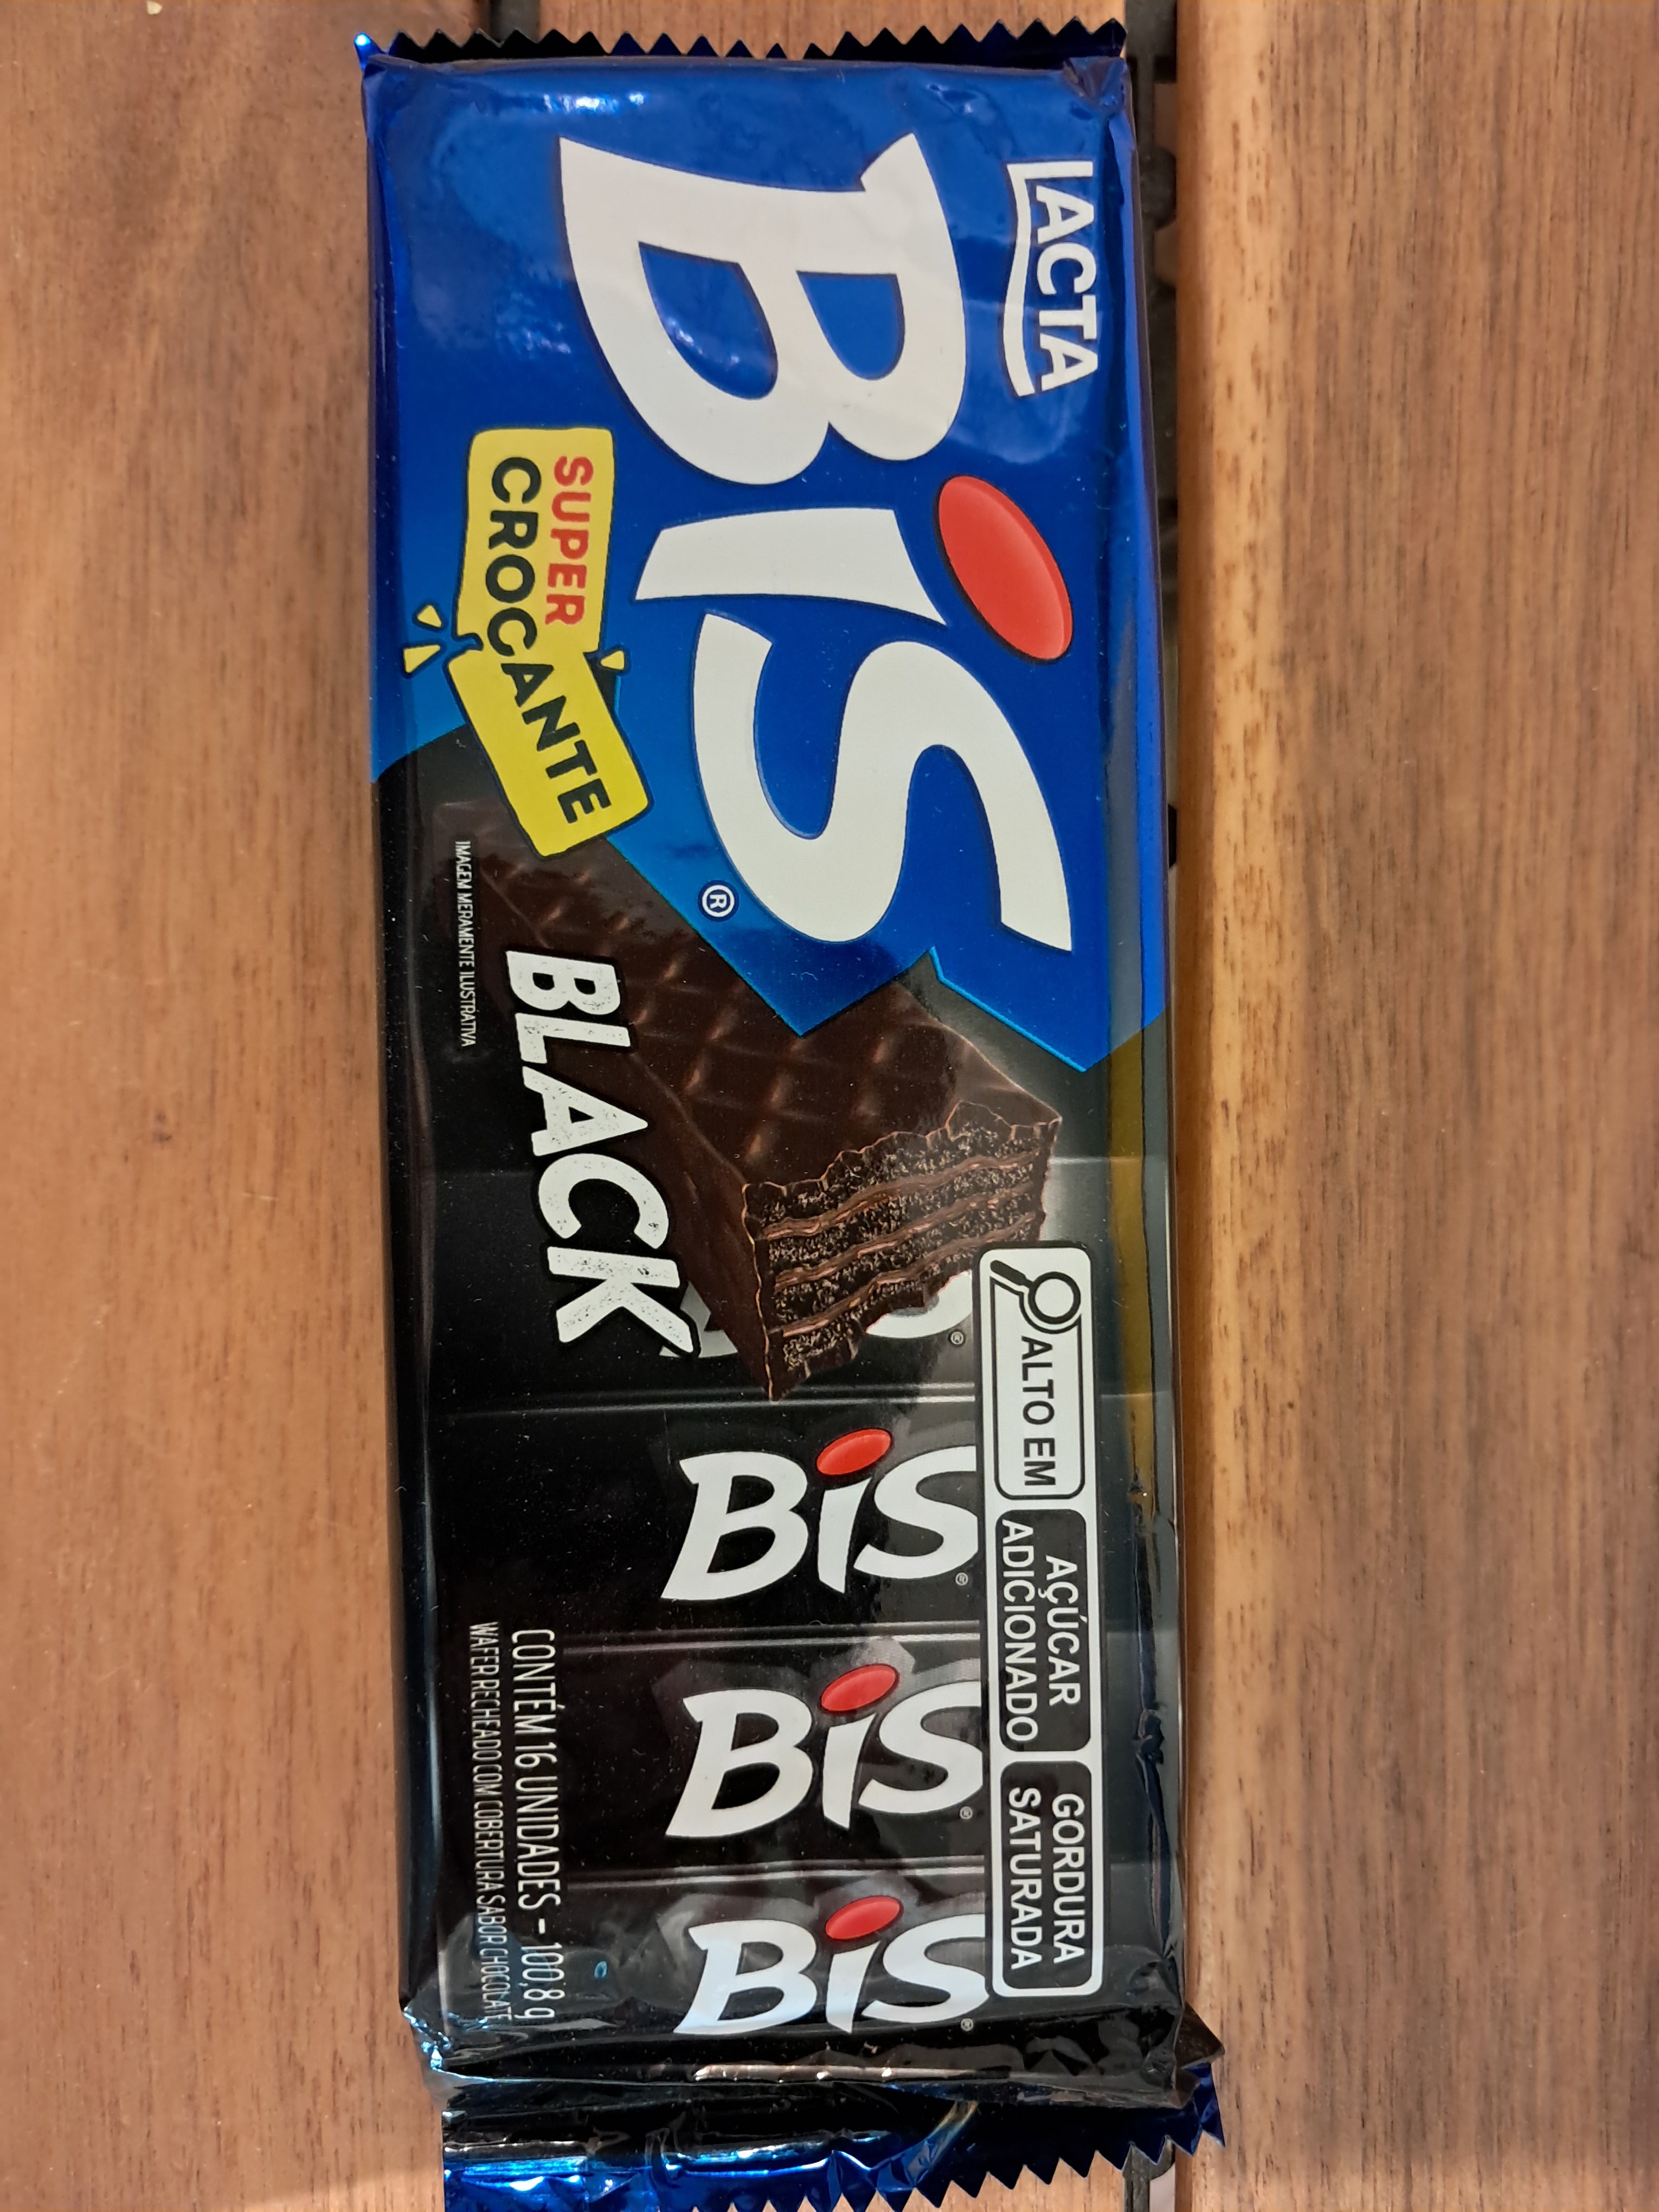 LACTA
BiS®
SUPER
CROCANTE
IMAGEM MERAMENTE ILUSTRATIVA
BLACK
ALTO EM
AÇÚCAR
ADICIONADO
GORDURA
SATURADA
®
BiS®
BiS®
BiS®
CONTÉM 16 UNIDADES - 100,8 g
WAFER RECHEADO COM COBERTURA SABOR CHOCOLATE